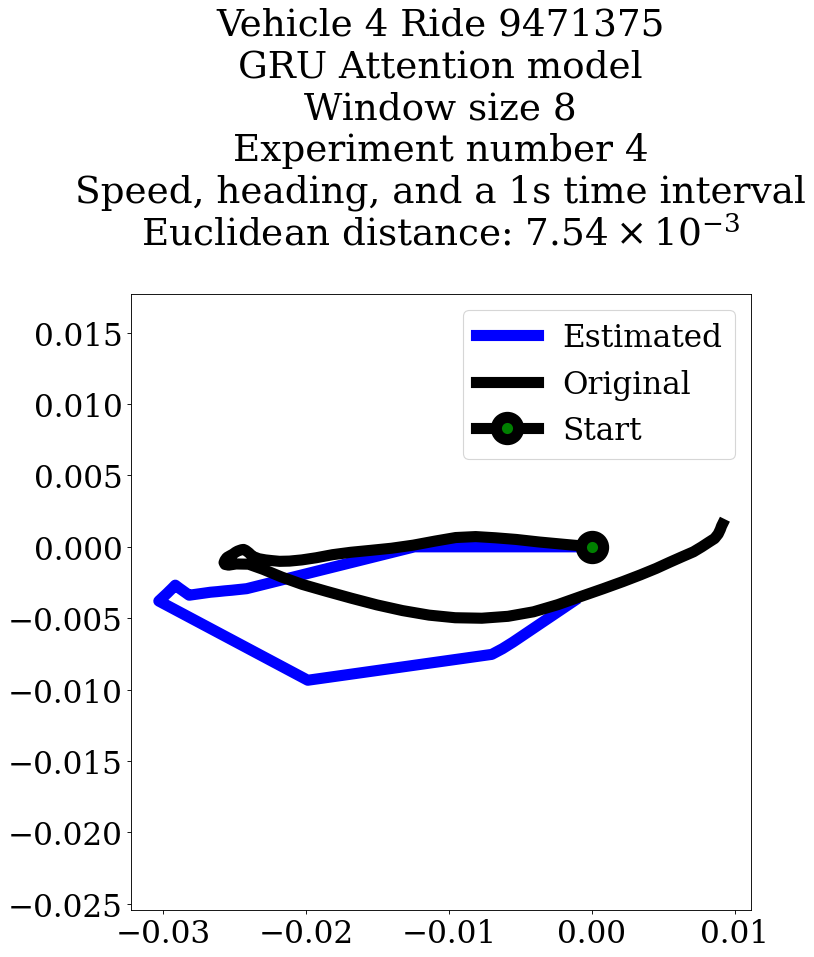 Vehicle 4 Ride 9471375
GRU Attention model
Window size 8
Experiment number 4
Speed, heading, and a 1s time interval
Euclidean distance: 7.54 × 10⁻³
Estimated
Original
Start
0.015
0.010
0.005
0.000
−0.005
−0.010
−0.015
−0.020
−0.025
−0.03 −0.02 −0.01 0.00 0.01